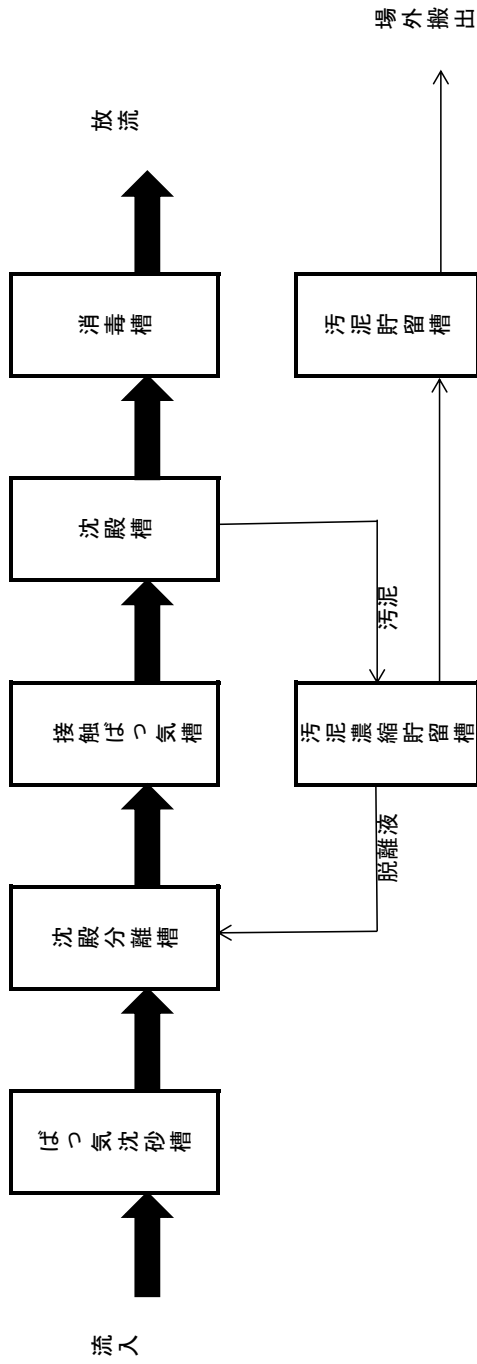 流入
ばっ気沈砂槽
沈殿分離槽
接触ばっ気槽
沈殿槽
消毒槽
放流
脱離液
汚泥濃縮貯留槽
汚泥
汚泥貯留槽
場外搬出